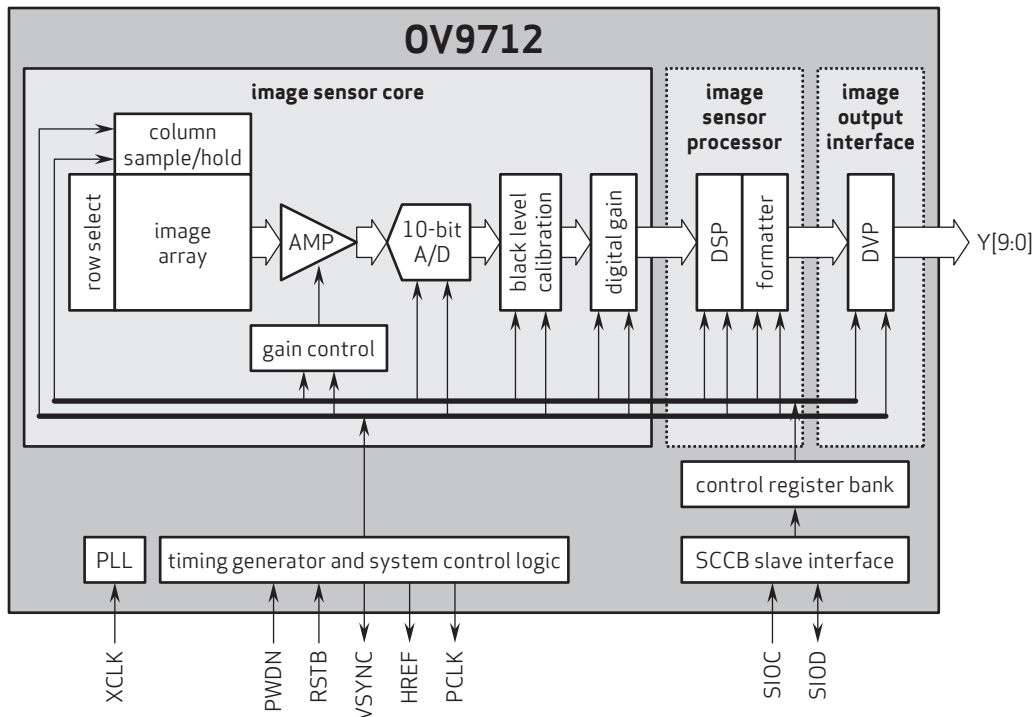 OV9712
image sensor core
image
sensor
processor
image
output
interface
column
sample/hold
row select
image
array
AMP
10-bit
A/D
black level
calibration
digital gain
DSP
formatter
DVP
Y[9:0]
gain control
control register bank
PLL
timing generator and system control logic
SCCB slave interface
XCLK
PWDN
RSTB
VSYNC
HREF
PCLK
SIOC
SIOD